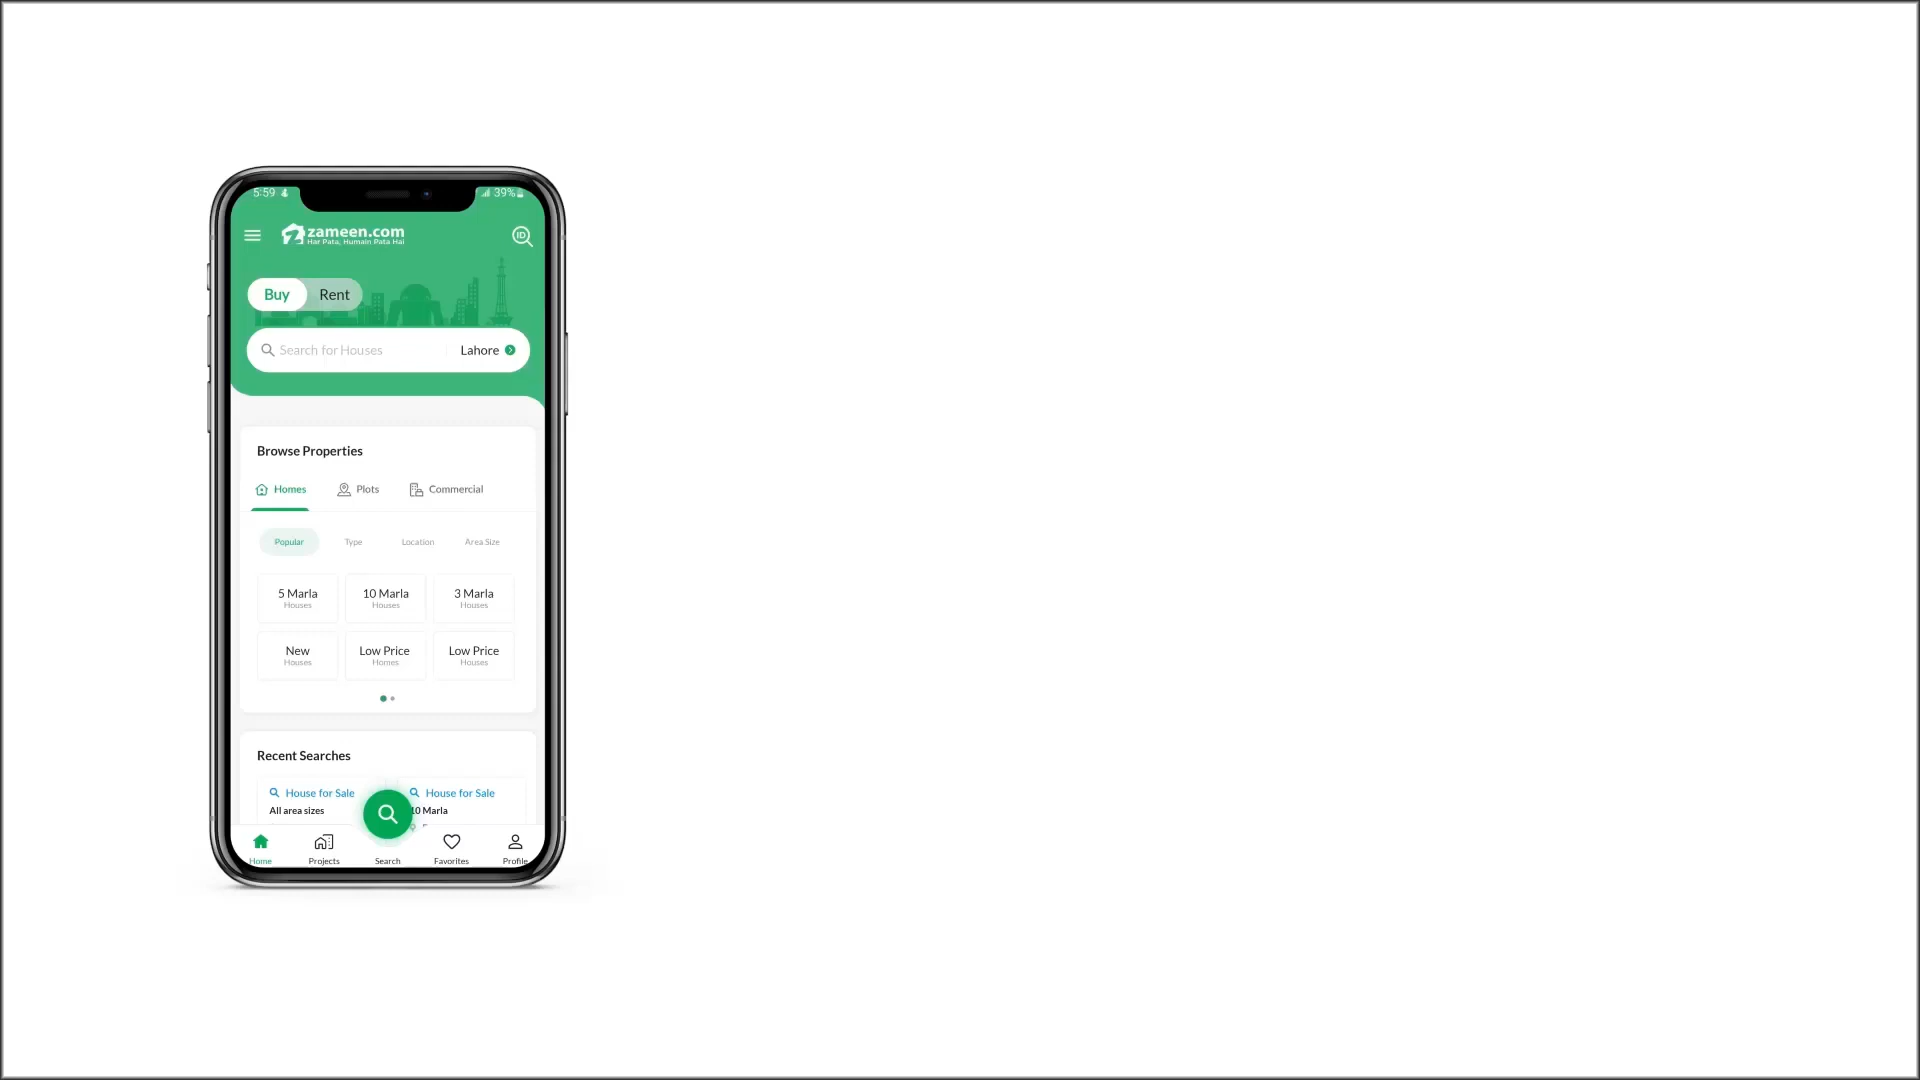 5:59 39%
zameen.com
Har Pata, Humain Pata Hai
ID
Buy Rent
Search for Houses Lahore
Browse Properties
Homes Plots Commercial
Popular Type Location Area Size
5 Marla 10 Marla 3 Marla
Houses Houses Houses
New Low Price Low Price
Houses Homes Houses
Recent Searches
House for Sale House for Sale
All area sizes 10 Marla
Home Projects Search Favorites Profile